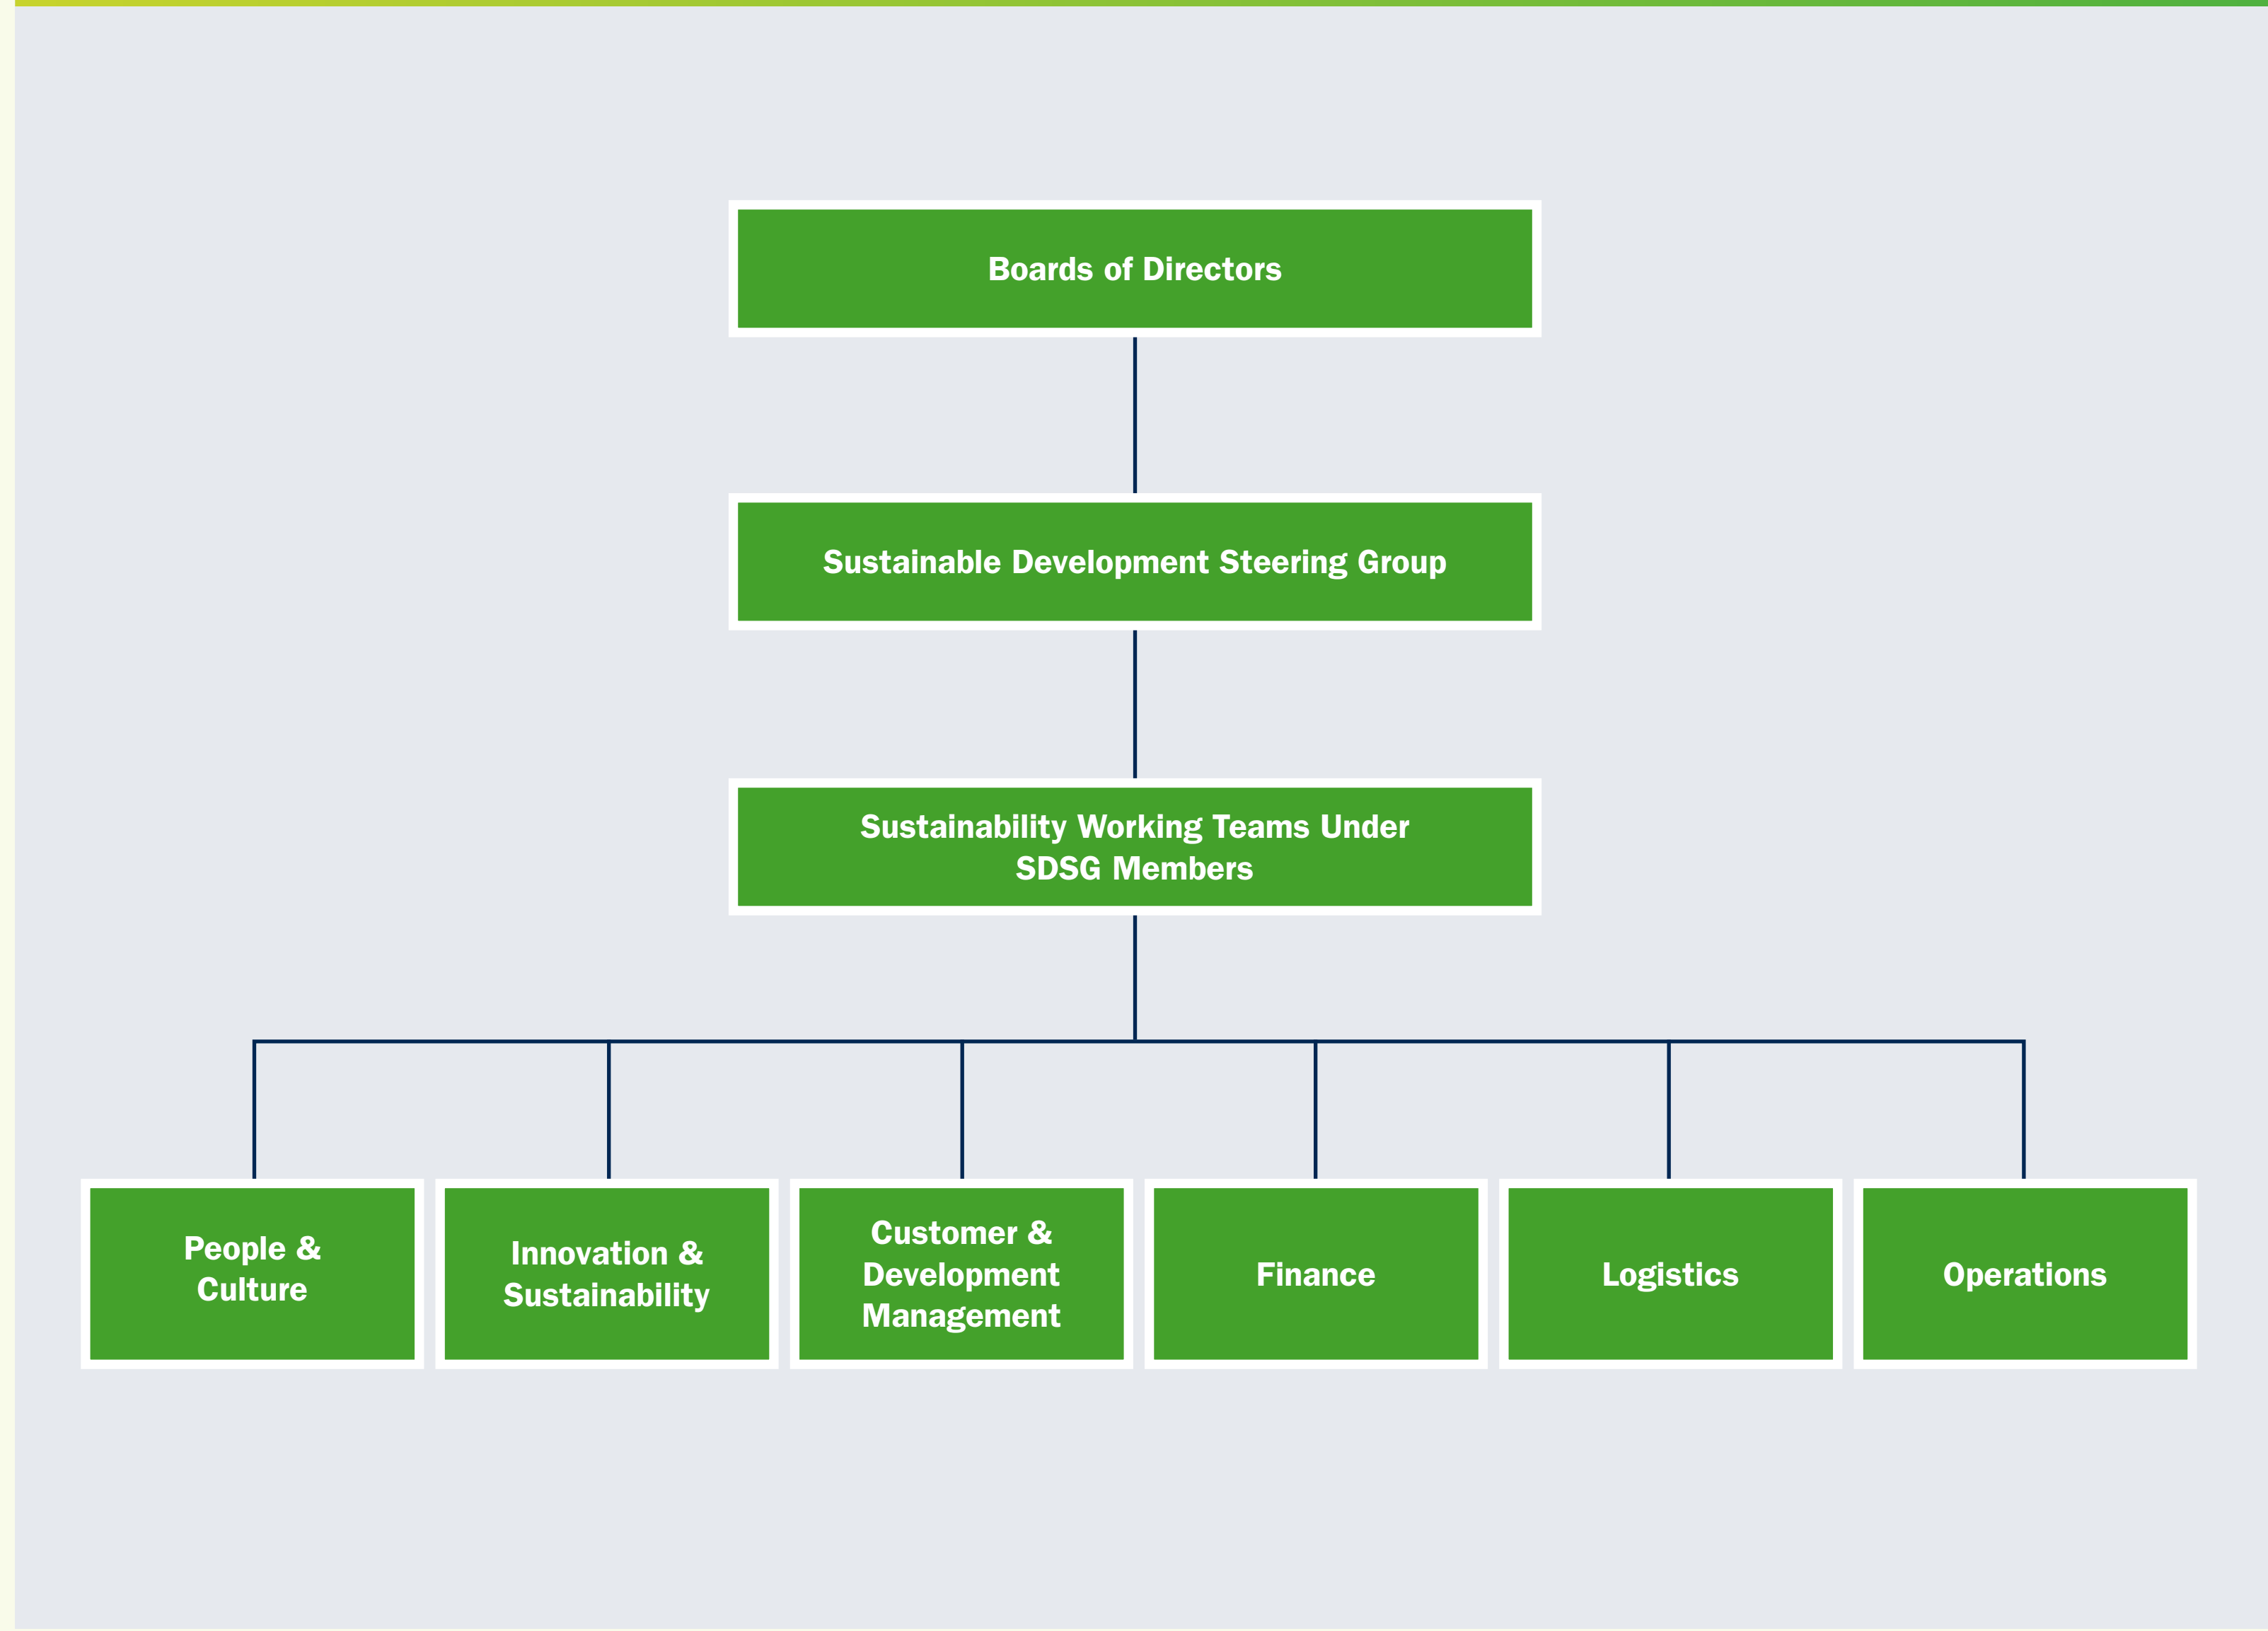 Boards of Directors
Sustainable Development Steering Group
Sustainability Working Teams Under
SDSG Members
People &
Culture
Innovation &
Sustainability
Customer &
Development
Management
Finance
Logistics
Operations